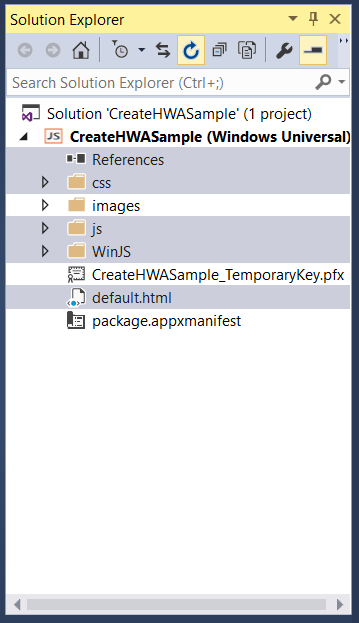 Solution Explorer
Search Solution Explorer (Ctrl+;)
Solution 'CreateHWASample' (1 project)
JS CreateHWASample (Windows Universal)
References
css
images
js
WinJS
CreateHWASample_TemporaryKey.pfx
default.html
package.appxmanifest